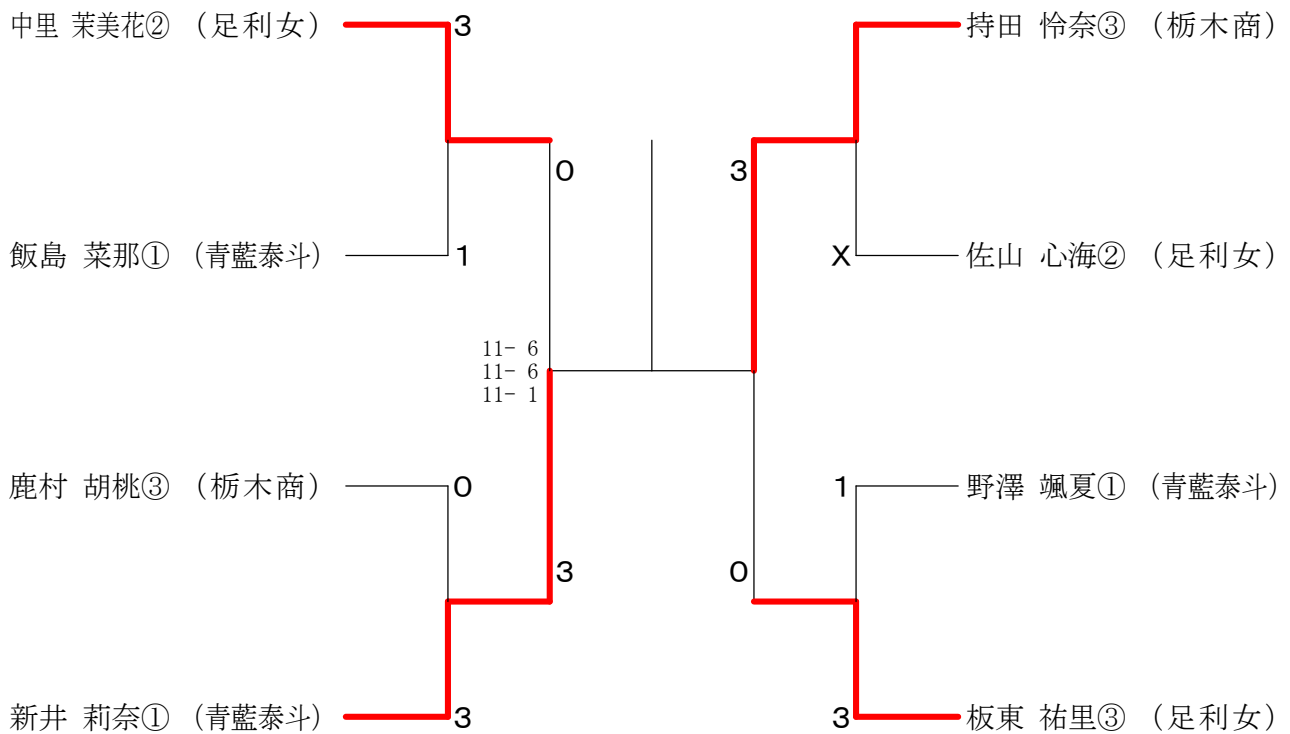 中里 茉美花② (足利女) 3 持田 怜奈③ (栃木商)
0 3
飯島 菜那① (青藍泰斗) 1 X 佐山 心海② (足利女)
11- 6
11- 6
11- 1
鹿村 胡桃③ (栃木商) 0 1 野澤 颯夏① (青藍泰斗)
3 0
新井 莉奈① (青藍泰斗) 3 3 板東 祐里③ (足利女)